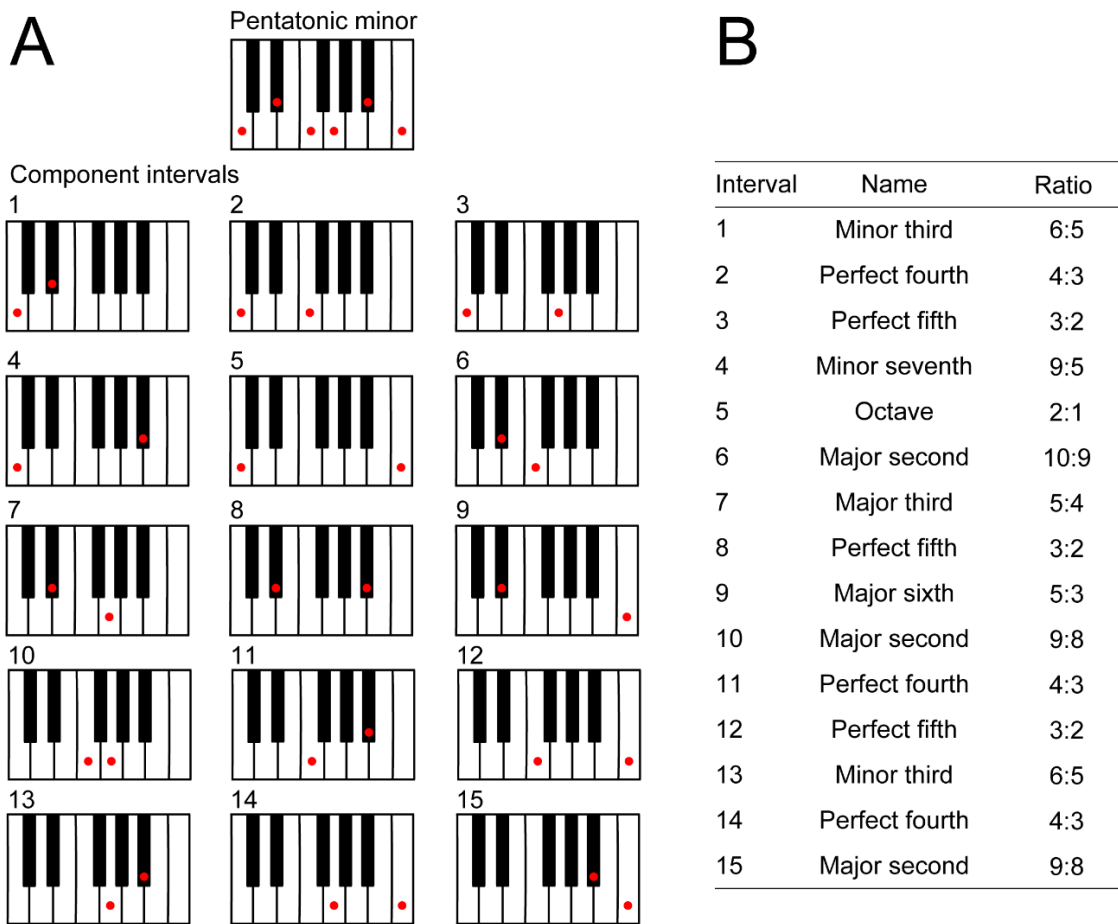 A
Pentatonic minor
Component intervals
1 2 3
4 5 6
7 8 9
10 11 12
13 14 15
B
Interval Name Ratio
1 Minor third 6:5
2 Perfect fourth 4:3
3 Perfect fifth 3:2
4 Minor seventh 9:5
5 Octave 2:1
6 Major second 10:9
7 Major third 5:4
8 Perfect fifth 3:2
9 Major sixth 5:3
10 Major second 9:8
11 Perfect fourth 4:3
12 Perfect fifth 3:2
13 Minor third 6:5
14 Perfect fourth 4:3
15 Major second 9:8